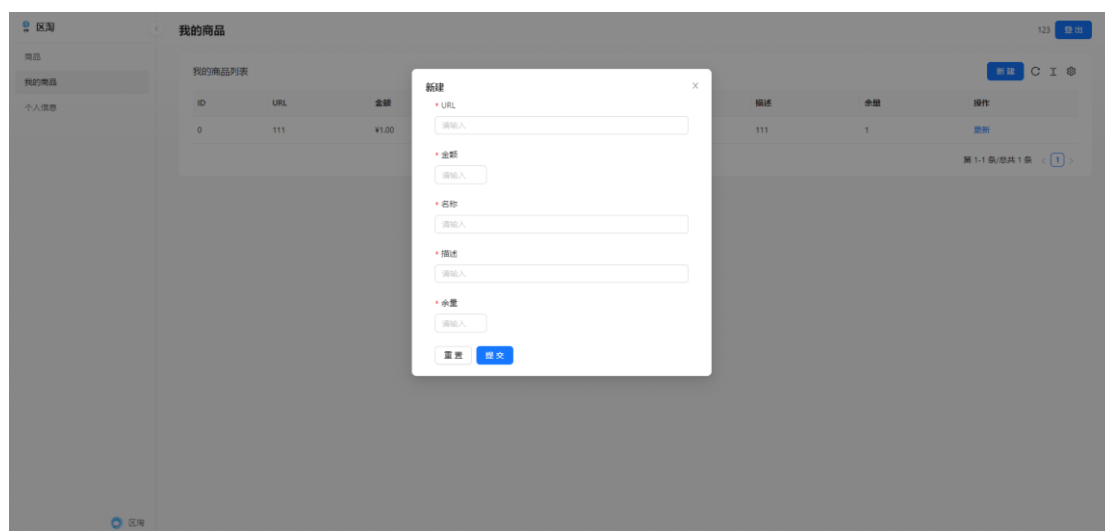 区淘
我的商品
123 登出
商品
我的商品
个人信息
我的商品列表
新建
ID URL 金额 描述 余量 操作
0 111 ¥1.00 111 1 更新
第 1-1 条/总共 1 条 < 1 >
新建
* URL
请输入
* 金额
请输入
* 名称
请输入
* 描述
请输入
* 余量
请输入
重置 提交
区淘